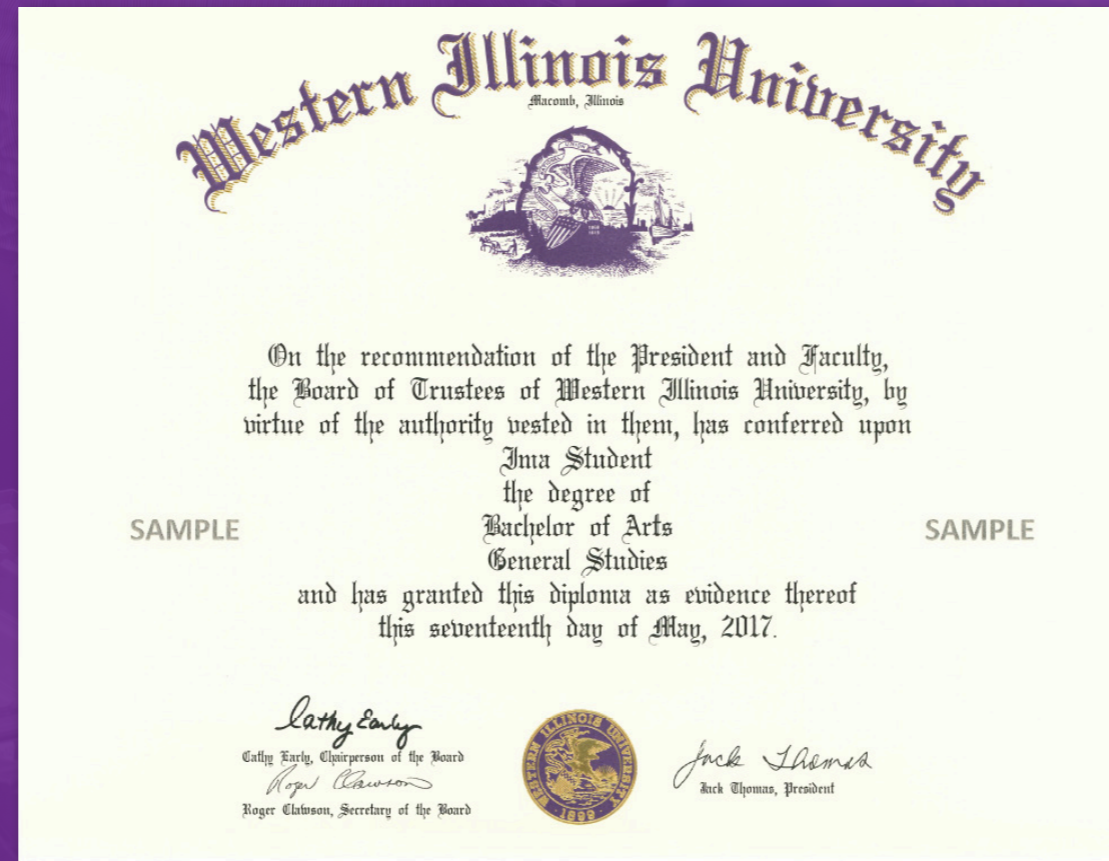 Western Illinois University
Macomb, Illinois
On the recommendation of the President and Faculty,
the Board of Trustees of Western Illinois University, by
virtue of the authority vested in them, has conferred upon
Ima Student
the degree of
SAMPLE Bachelor of Arts SAMPLE
General Studies
and has granted this diploma as evidence thereof
this seventeenth day of May, 2017.
Cathy Early
Cathy Early, Chairperson of the Board
Roger Clawson
Roger Clawson, Secretary of the Board
WESTERN ILLINOIS UNIVERSITY
1899
Jack Thomas
Jack Thomas, President